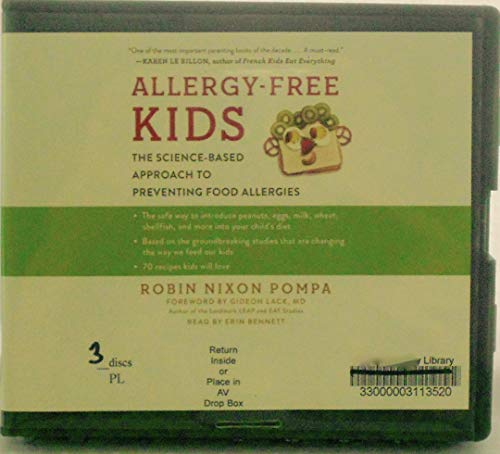 "One of the most important parenting books of the decade. . . . A must-read."
—KAREN LE BILLON, author of French Kids Eat Everything
ALLERGY-FREE
KIDS
THE SCIENCE-BASED
APPROACH TO
PREVENTING FOOD ALLERGIES
• The safe way to introduce peanuts, eggs, milk, wheat,
shellfish, and more into your child's diet
• Based on the groundbreaking studies that are changing
the way we feed our kids
• 70 recipes kids will love
ROBIN NIXON POMPA
FOREWORD BY GIDEON LACK, MD
Author of the landmark LEAP and EAT Studies
READ BY ERIN BENNETT
3 discs
PL
Return
Inside
or
Place in
AV
Drop Box
Library
33000003113520